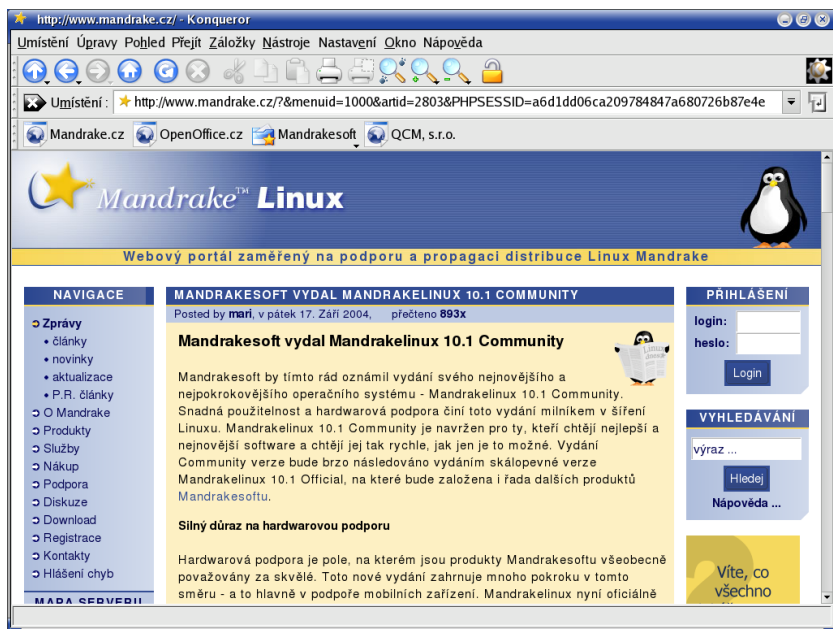 http://www.mandrake.cz/ - Konqueror
Umístění Úpravy Pohled Přejít Záložky Nástroje Nastavení Okno Nápověda
Umístění : http://www.mandrake.cz/?&menuid=1000&artid=2803&PHPSESSID=a6d1dd06ca209784847a680726b87e4e
Mandrake.cz OpenOffice.cz Mandrakesoft QCM, s.r.o.
Mandrake™ Linux
Webový portál zaměřený na podporu a propagaci distribuce Linux Mandrake
NAVIGACE
Zprávy
články
novinky
aktualizace
P.R. články
O Mandrake
Produkty
Služby
Nákup
Podpora
Diskuze
Download
Registrace
Kontakty
Hlášení chyb
MAPA SERVERU
MANDRAKESOFT VYDAL MANDRAKELINUX 10.1 COMMUNITY
Posted by mari, v pátek 17. Září 2004, přečteno 893x
Mandrakesoft vydal Mandrakelinux 10.1 Community
Linux
Mandrakesoft by tímto rád oznámil vydání svého nejnovějšího a
nejpokrokovějšího operačního systému - Mandrakelinux 10.1 Community.
Snadná použitelnost a hardwarová podpora činí toto vydání milníkem v šíření
Linuxu. Mandrakelinux 10.1 Community je navržen pro ty, kteří chtějí nejlepší a
nejnovější software a chtějí jej tak rychle, jak jen je to možné. Vydání
Community verze bude brzo následováno vydáním skálopevné verze
Mandrakelinux 10.1 Official, na které bude založena i řada dalších produktů
Mandrakesoftu.
Silný důraz na hardwarovou podporu
Hardwarová podpora je pole, na kterém jsou produkty Mandrakesoftu všeobecně
považovány za skvělé. Toto nové vydání zahrnuje mnoho pokroku v tomto
směru - a to hlavně v podpoře mobilních zařízení. Mandrakelinux nyní oficiálně
PŘIHLÁŠENÍ
login:
heslo:
Login
VYHLEDÁVÁNÍ
výraz ...
Hledej
Nápověda ...
Víte, co
všechno